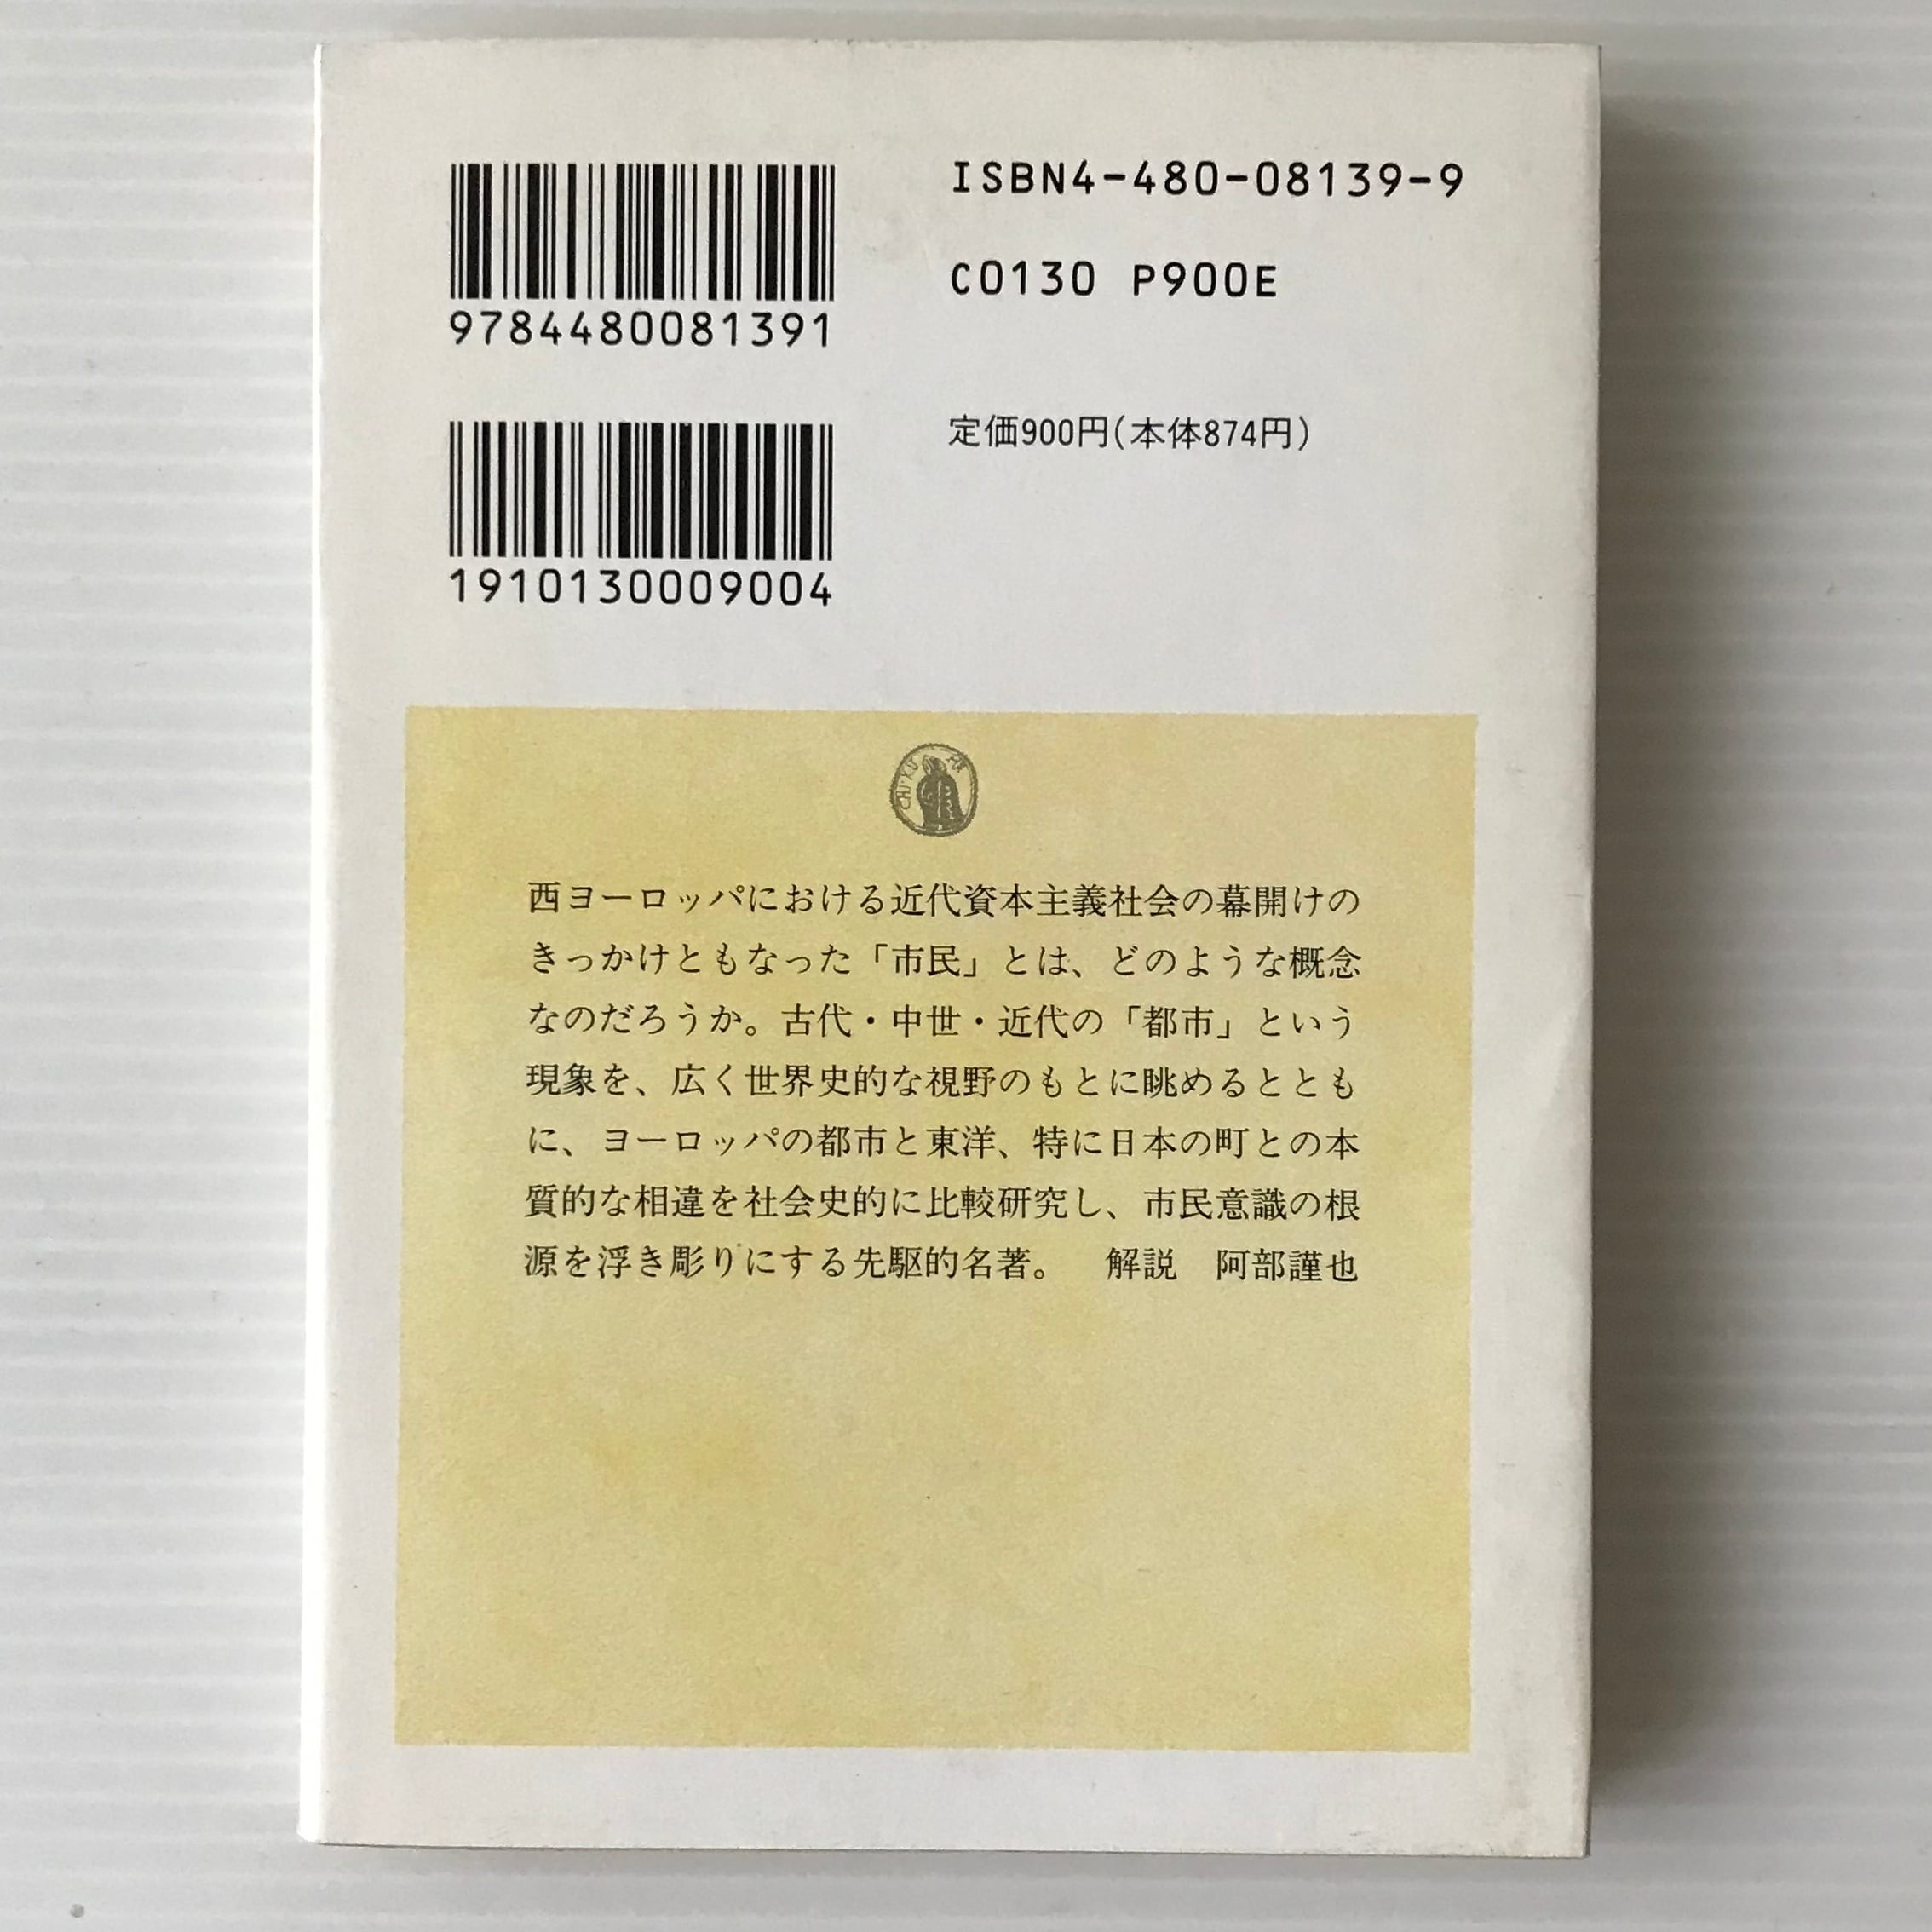 ISBN4-480-08139-9
C0130 P900E
9784480081391
定価900円(本体874円)
1910130009004
CHIKUMA
西ヨーロッパにおける近代資本主義社会の幕開けの
きっかけともなった「市民」とは、どのような概念
なのだろうか。古代・中世・近代の「都市」という
現象を、広く世界史的な視野のもとに眺めるととも
に、ヨーロッパの都市と東洋、特に日本の町との本
質的な相違を社会史的に比較研究し、市民意識の根
源を浮き彫りにする先駆的名著。 解説 阿部謹也